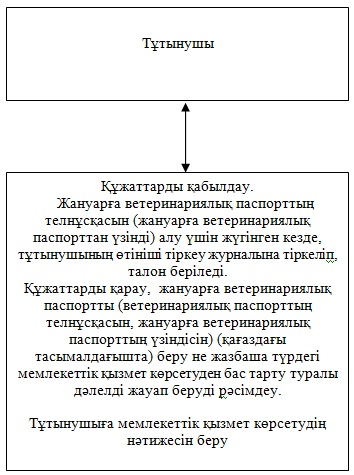 Тұтынушы
Құжаттарды қабылдау.
Жануарға ветеринариялық паспорттың
телнұсқасын (жануарға ветеринариялық
паспорттан үзінді) алу үшін жүгінген кезде,
тұтынушының өтініші тіркеу журналына тіркеліп,
талон беріледі.
Құжаттарды қарау, жануарға ветеринариялық
паспортты (ветеринариялық паспорттың
телнұсқасын, жануарға ветеринариялық
паспорттың үзіндісін) (қағаздағы
тасымалдағышта) беру не жазбаша түрдегі
мемлекеттік қызмет көрсетуден бас тарту туралы
дәлелді жауап беруді рәсімдеу.
Тұтынушыға мемлекеттік қызмет көрсетудің
нәтижесін беру